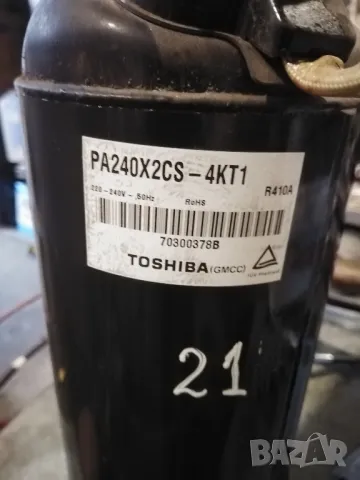 PA240X2CS-4KT1
R410A
220-240V~,50Hz RoHS
70300378B
TOSHIBA(GMCC)
21
BAZAR